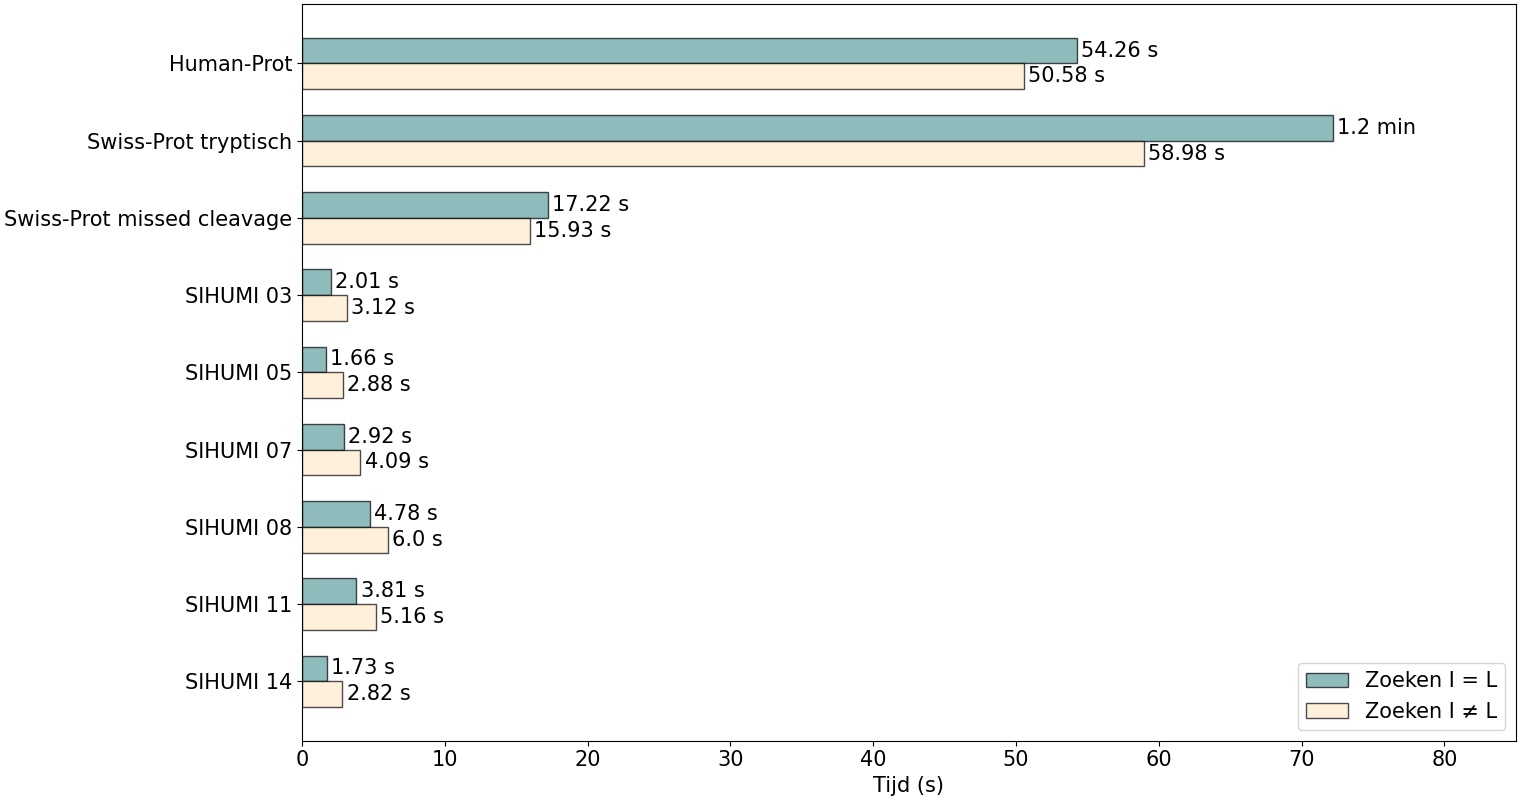 Human-Prot
54.26 s
50.58 s
Swiss-Prot tryptisch
1.2 min
58.98 s
Swiss-Prot missed cleavage
17.22 s
15.93 s
SIHUMI 03
2.01 s
3.12 s
SIHUMI 05
1.66 s
2.88 s
SIHUMI 07
2.92 s
4.09 s
SIHUMI 08
4.78 s
6.0 s
SIHUMI 11
3.81 s
5.16 s
SIHUMI 14
1.73 s
2.82 s
Zoeken I = L
Zoeken I ≠ L
0 10 20 30 40 50 60 70 80
Tijd (s)